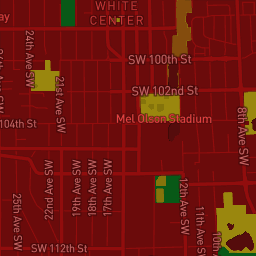 WHITE
CENTER
SW 100th St
24th Ave SW
21st Ave SW
SW 102nd St
Mel Olson Stadium
8th Ave SW
104th St
22nd Ave SW
19th Ave SW
18th Ave SW
17th Ave SW
12th Ave SW
25th Ave SW
11th Ave SW
SW 112th St